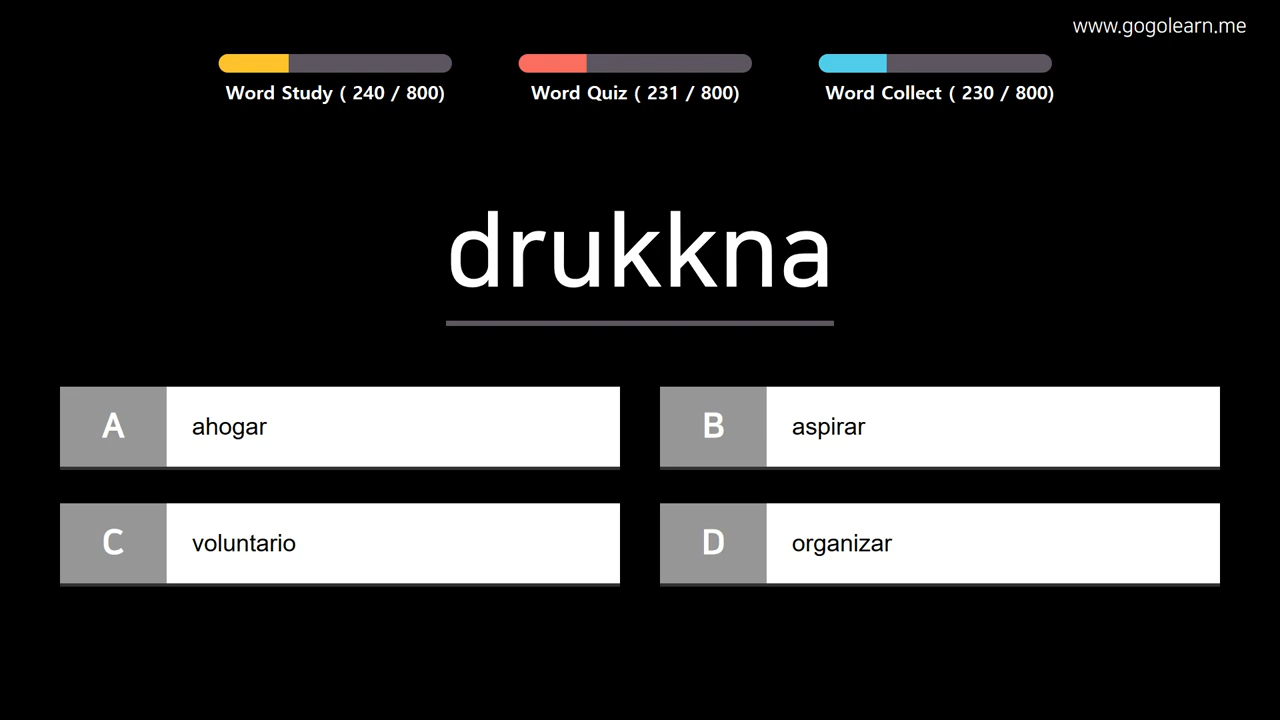 www.gogolearn.me
Word Study ( 240 / 800)
Word Quiz ( 231 / 800)
Word Collect ( 230 / 800)
drukkna
A
ahogar
B
aspirar
C
voluntario
D
organizar